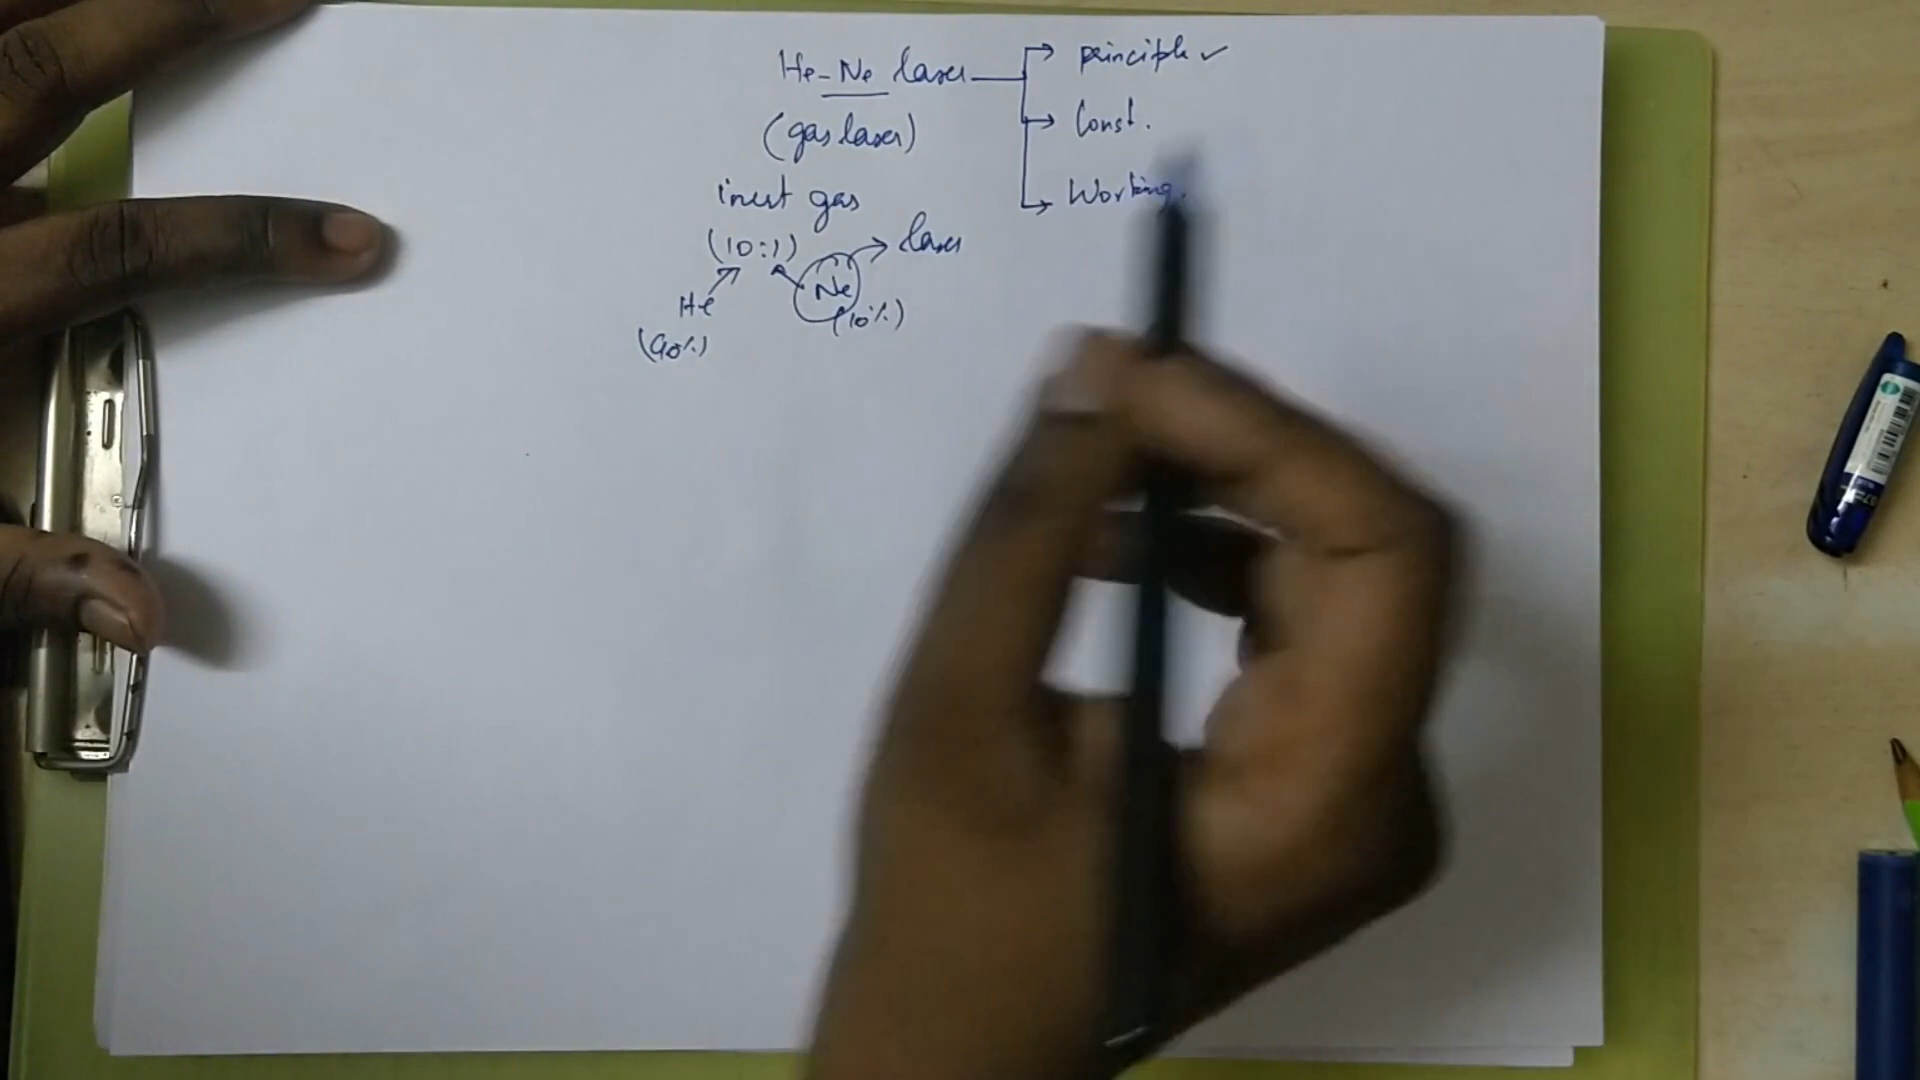 He-Ne laser → principle ✓
(gas laser) → Const.
inert gas → Working.
(10:1) → laser
He Ne
(90%) (10%)